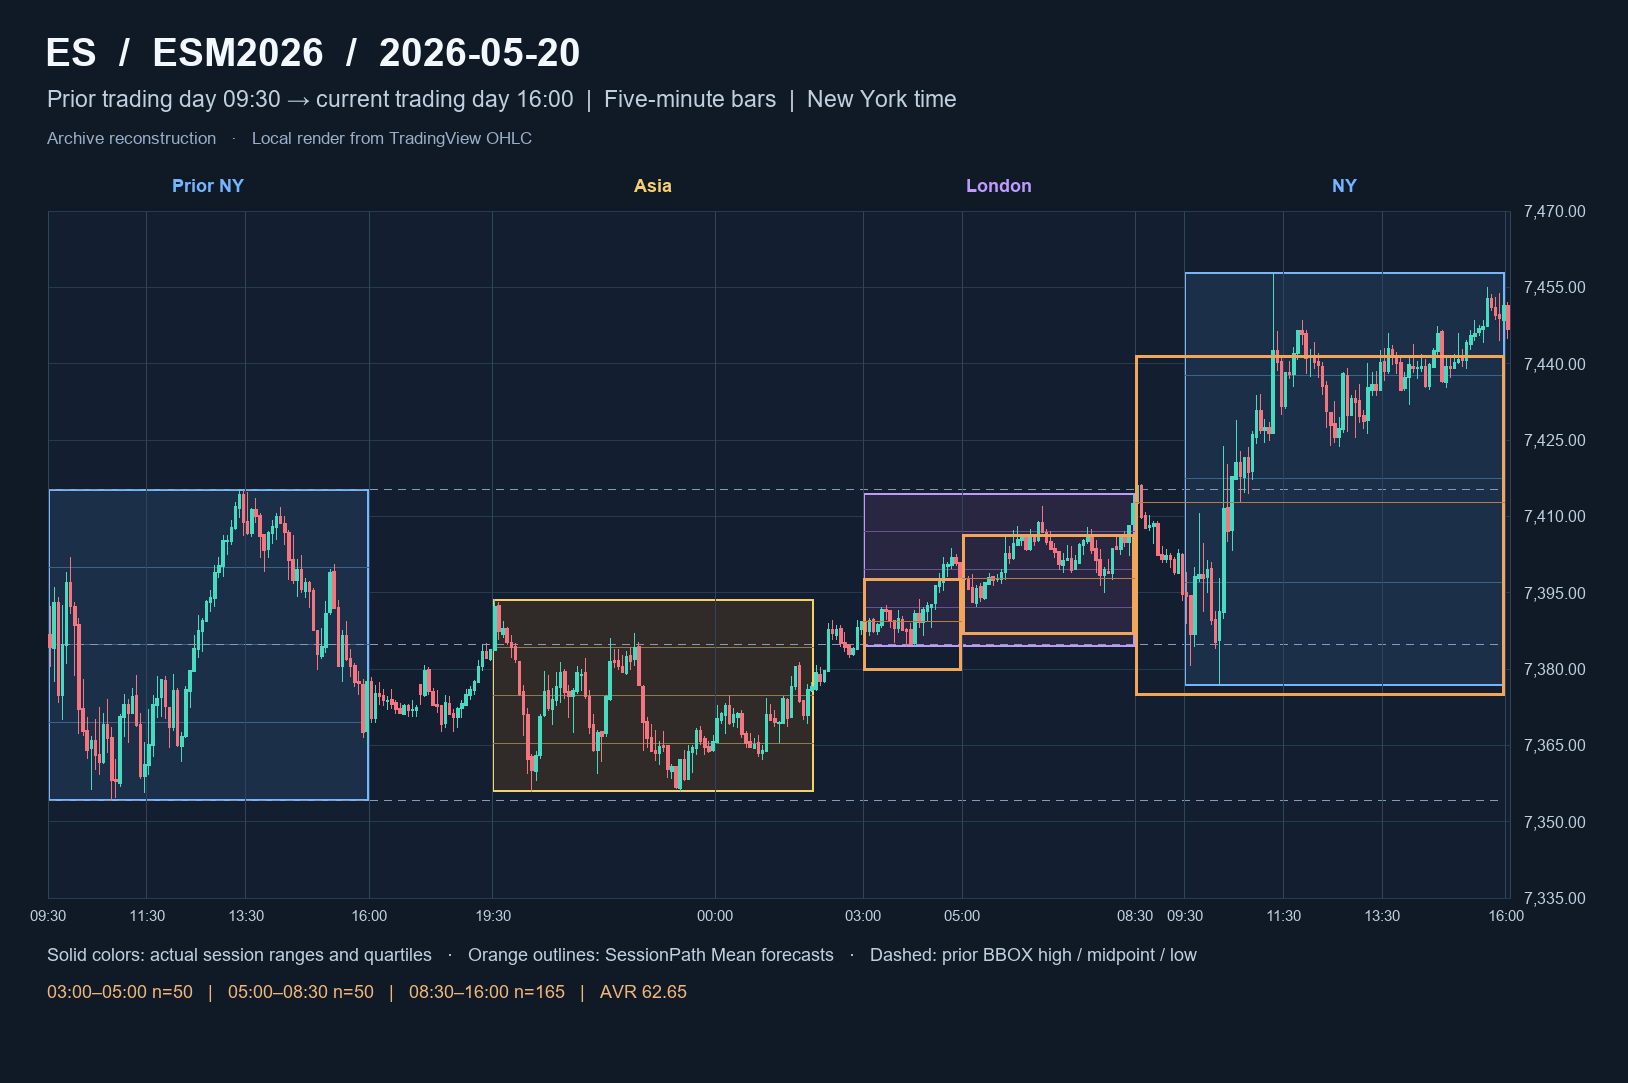 ES / ESM2026 / 2026-05-20
Prior trading day 09:30 → current trading day 16:00 | Five-minute bars | New York time
Archive reconstruction · Local render from TradingView OHLC
Prior NY Asia London NY
7,470.00
7,455.00
7,440.00
7,425.00
7,410.00
7,395.00
7,380.00
7,365.00
7,350.00
7,335.00
09:30 11:30 13:30 16:00 19:30 00:00 03:00 05:00 08:30 09:30 11:30 13:30 16:00
Solid colors: actual session ranges and quartiles · Orange outlines: SessionPath Mean forecasts · Dashed: prior BBOX high / midpoint / low
03:00–05:00 n=50 | 05:00–08:30 n=50 | 08:30–16:00 n=165 | AVR 62.65